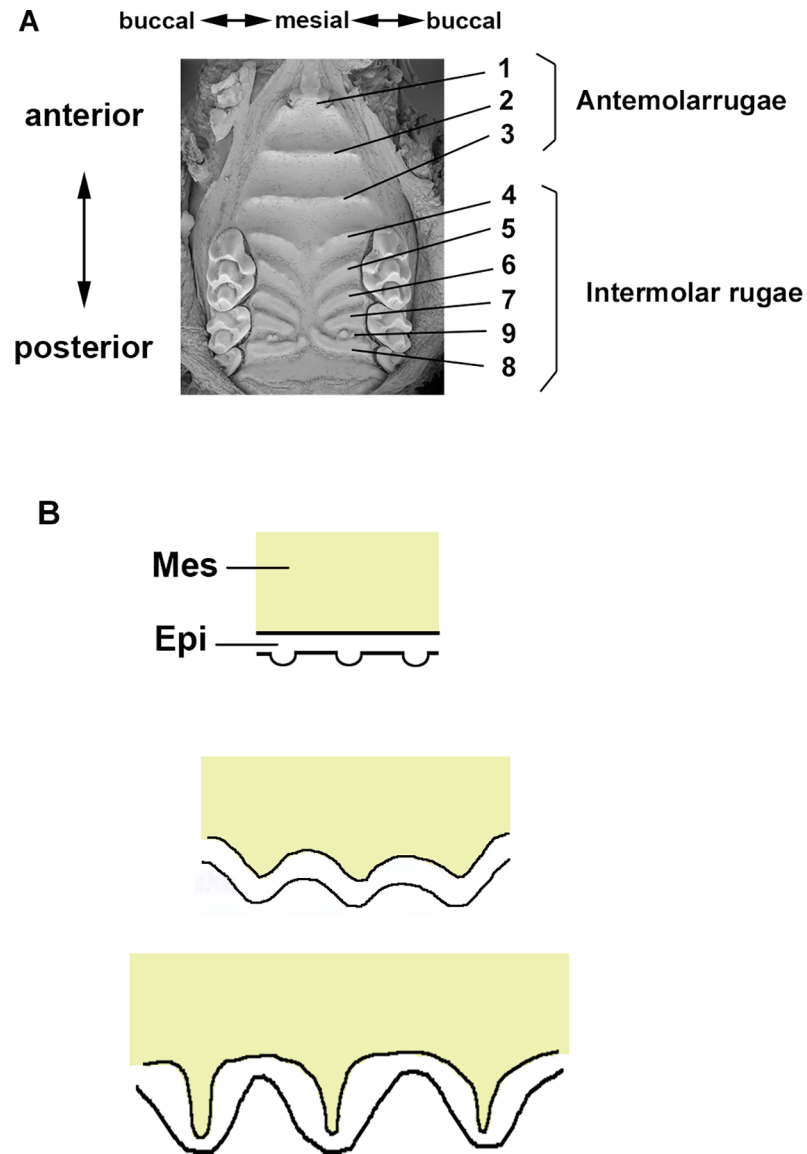 A
buccal mesial buccal
anterior
posterior
1
2
3
4
5
6
7
9
8
Antemolarrugae
Intermolar rugae
B
Mes
Epi